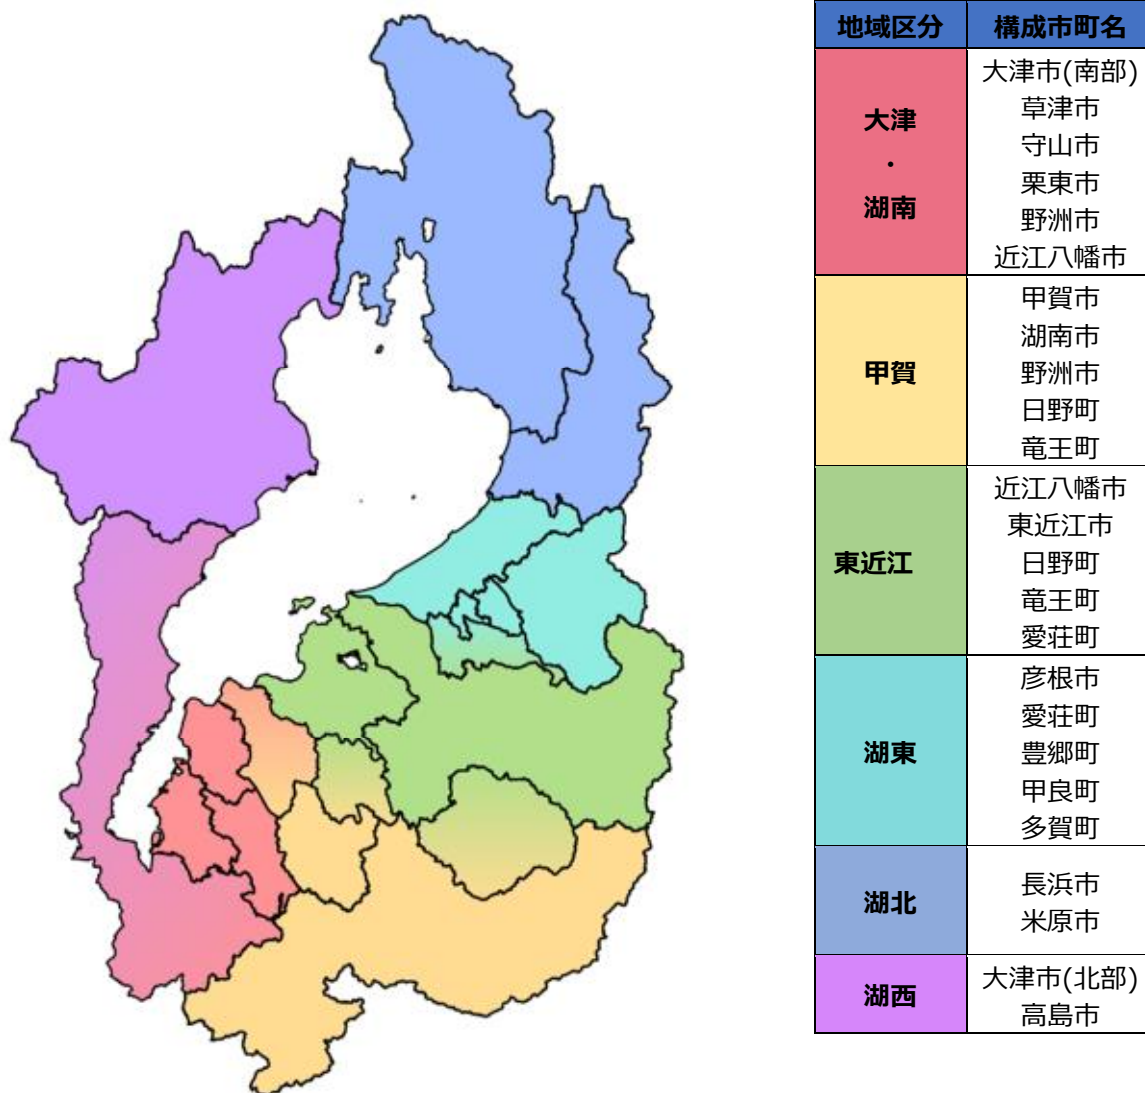 地域区分 構成市町名
大津
・
湖南
大津市(南部)
草津市
守山市
栗東市
野洲市
近江八幡市
甲賀
甲賀市
湖南市
野洲市
日野町
竜王町
東近江
近江八幡市
東近江市
日野町
竜王町
愛荘町
湖東
彦根市
愛荘町
豊郷町
甲良町
多賀町
湖北
長浜市
米原市
湖西
大津市(北部)
高島市